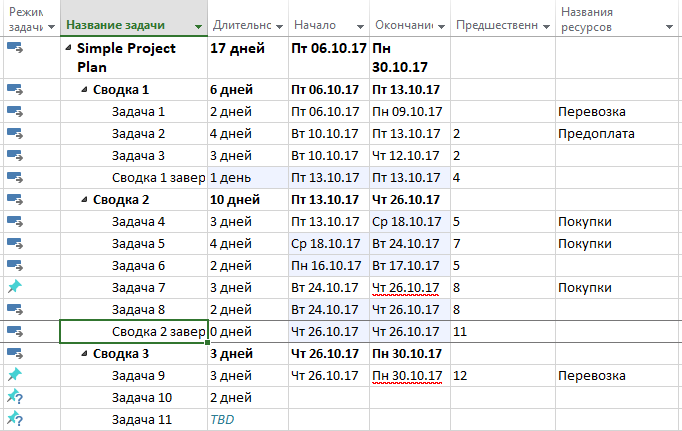 Режим задачи Название задачи Длительнс Начало Окончание Предшественн Названия ресурсов
Simple Project Plan 17 дней Пт 06.10.17 Пн 30.10.17
Сводка 1 6 дней Пт 06.10.17 Пт 13.10.17
Задача 1 2 дней Пт 06.10.17 Пн 09.10.17 Перевозка
Задача 2 4 дней Вт 10.10.17 Пт 13.10.17 2 Предоплата
Задача 3 3 дней Вт 10.10.17 Чт 12.10.17 2
Сводка 1 завер 1 день Пт 13.10.17 Пт 13.10.17 4
Сводка 2 10 дней Пт 13.10.17 Чт 26.10.17
Задача 4 3 дней Пт 13.10.17 Ср 18.10.17 5 Покупки
Задача 5 4 дней Ср 18.10.17 Вт 24.10.17 7 Покупки
Задача 6 2 дней Пн 16.10.17 Вт 17.10.17 5
Задача 7 3 дней Вт 24.10.17 Чт 26.10.17 8 Покупки
Задача 8 2 дней Вт 24.10.17 Чт 26.10.17 8
Сводка 2 завер 0 дней Чт 26.10.17 Чт 26.10.17 11
Сводка 3 3 дней Чт 26.10.17 Пн 30.10.17
Задача 9 3 дней Чт 26.10.17 Пн 30.10.17 12 Перевозка
Задача 10 2 дней
Задача 11 TBD